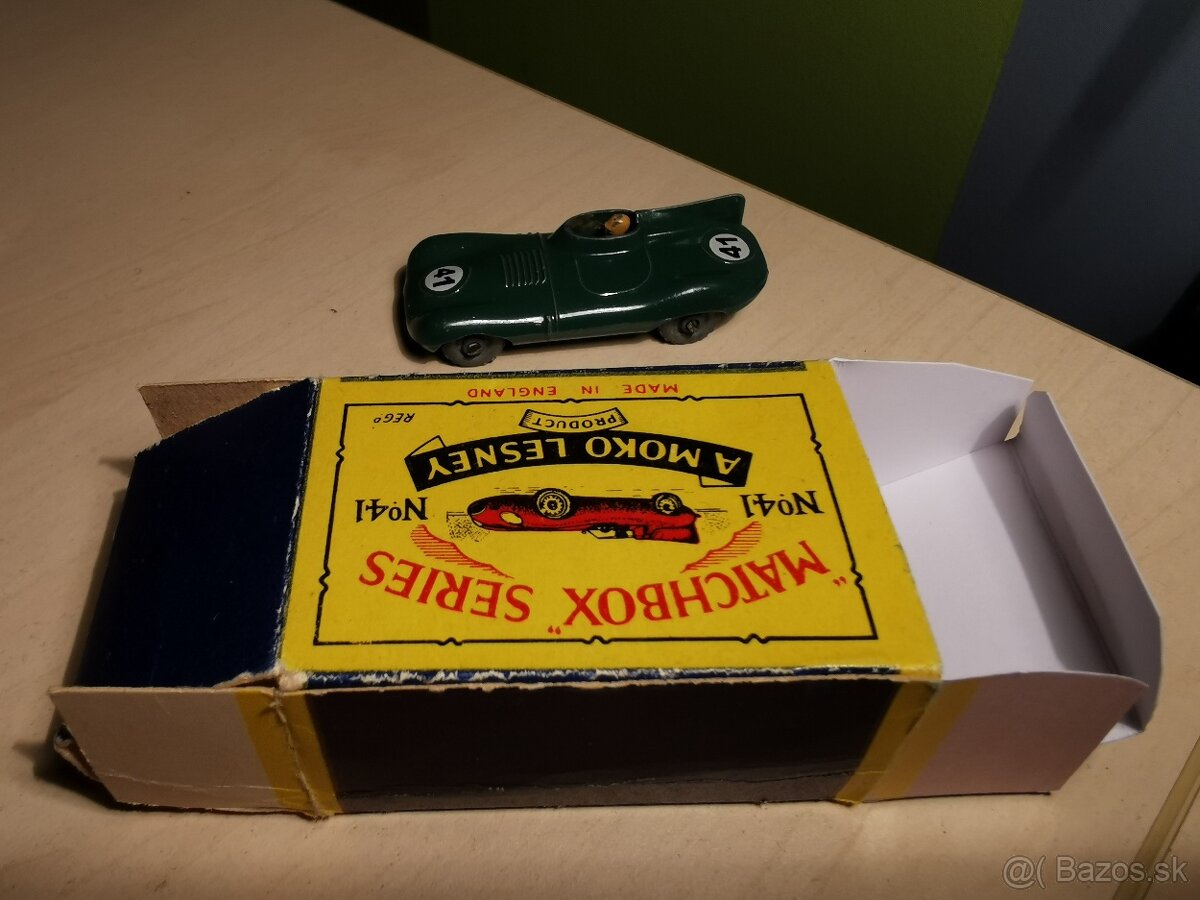 41
41
"MATCHBOX" SERIES
No41
No41
A MOKO LESNEY
PRODUCT
REGD
MADE IN ENGLAND
@( Bazos.sk